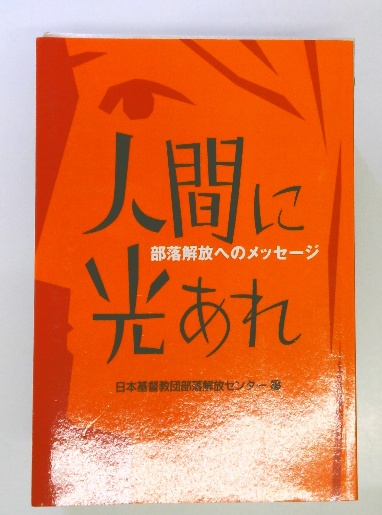 人間に
部落解放へのメッセージ
光あれ
日本基督教団部落解放センター 編